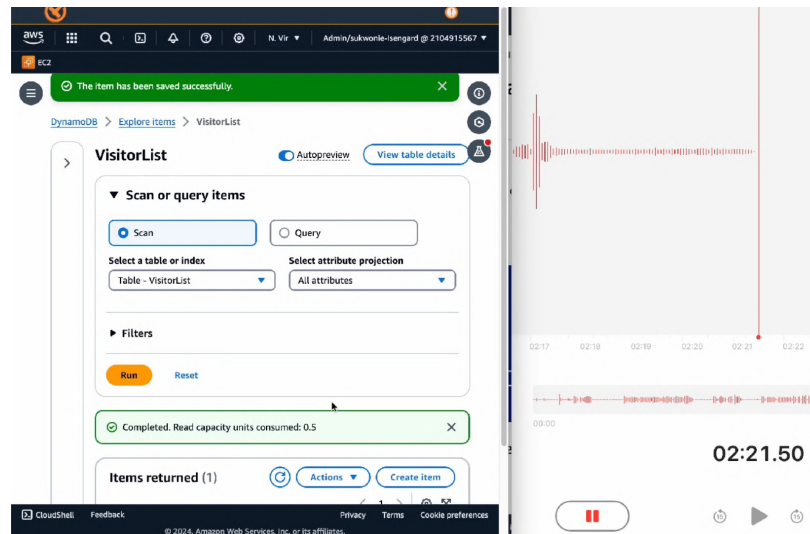 aws
N. Vir ▼
Admin/sukwonle-isengard @ 2104915567 ▼
EC2
The item has been saved successfully.
DynamoDB > Explore items > VisitorList
VisitorList
Autopreview
View table details
Scan or query items
Scan
Query
Select a table or index
Select attribute projection
Table - VisitorList
All attributes
Filters
Run
Reset
Completed. Read capacity units consumed: 0.5
Items returned (1)
Actions
Create item
1
CloudShell
Feedback
Privacy
Terms
Cookie preferences
© 2024, Amazon Web Services, Inc. or its affiliates.
02:17
02:18
02:19
02:20
02:21
02:22
00:00
02:21.50
15
15